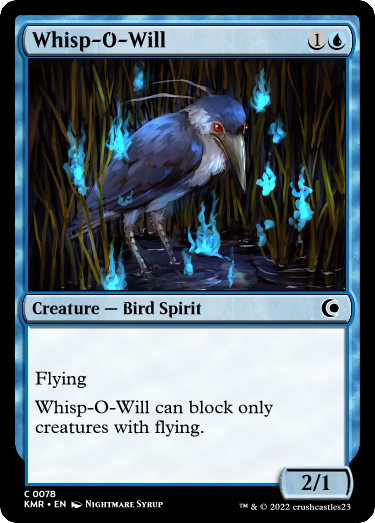 Whisp-O-Will 1
Creature — Bird Spirit
Flying
Whisp-O-Will can block only
creatures with flying.
2/1
C 0078
KMR • EN Nightmare Syrup
™ & © 2022 crushcastles23